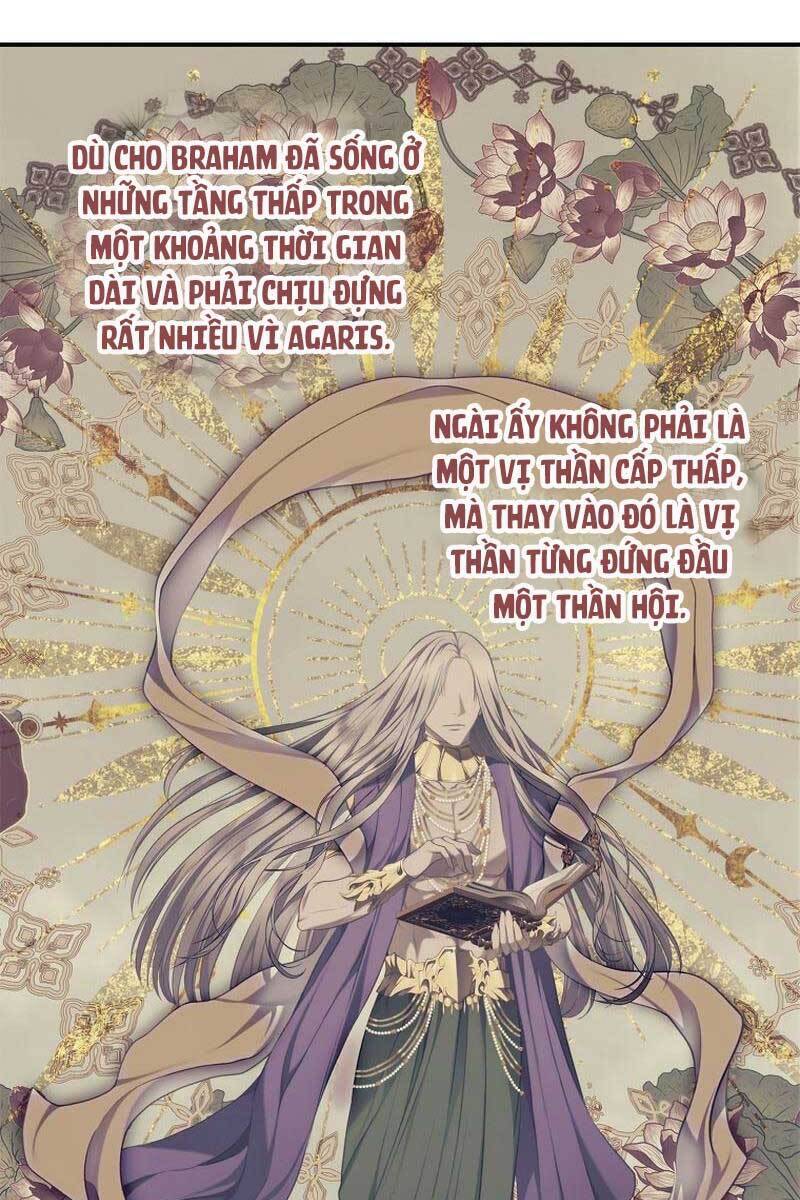 DÙ CHO BRAHAM ĐÃ SỐNG Ở
NHỮNG TẦNG THẤP TRONG
MỘT KHOẢNG THỜI GIAN
DÀI VÀ PHẢI CHỊU ĐỰNG
RẤT NHIỀU VÌ AGARIS.
NGÀI ẤY KHÔNG PHẢI LÀ
MỘT VỊ THẦN CẤP THẤP,
MÀ THAY VÀO ĐÓ LÀ VỊ
THẦN TỪNG ĐỨNG ĐẦU
MỘT THẦN HỘI.